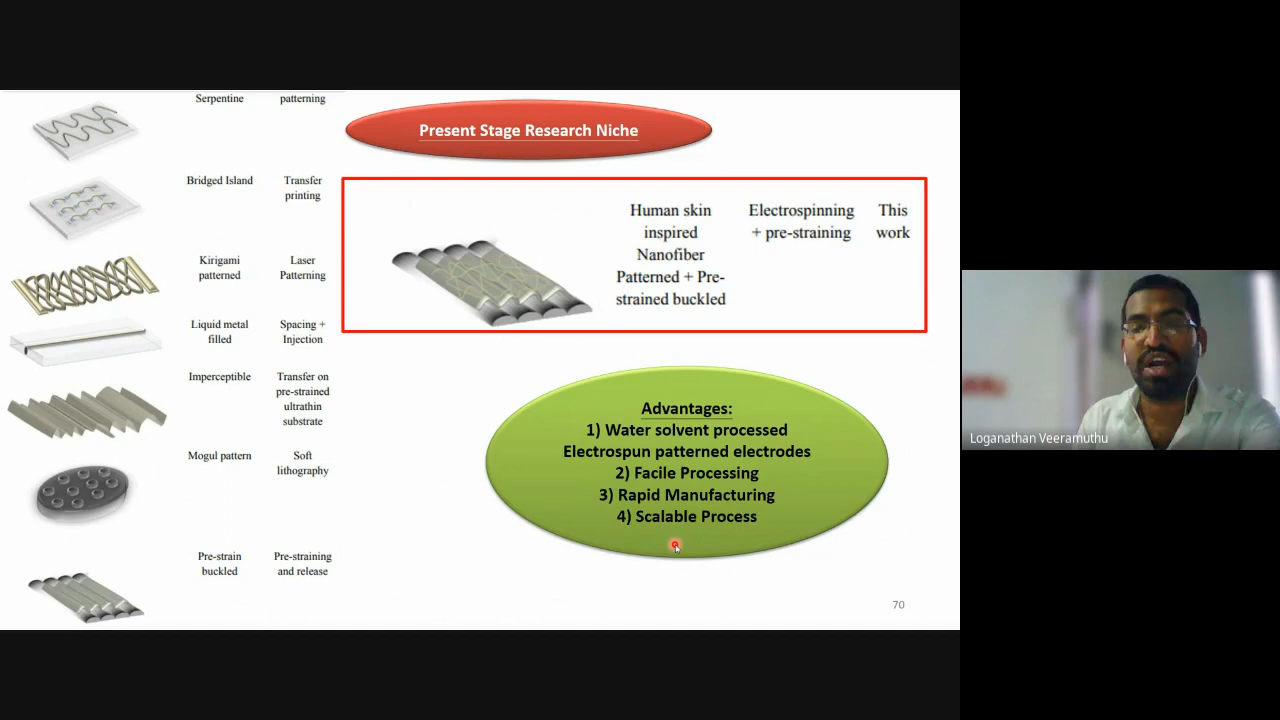 Serpentine
patterning
Bridged Island
Transfer
printing
Kirigami
patterned
Laser
Patterning
Liquid metal
filled
Spacing +
Injection
Imperceptible
Transfer on
pre-strained
ultrathin
substrate
Mogul pattern
Soft
lithography
Pre-strain
buckled
Pre-straining
and release
Present Stage Research Niche
Human skin
inspired
Nanofiber
Patterned + Pre-
strained buckled
Electrospinning
+ pre-straining
This
work
Advantages:
1) Water solvent processed
Electrospun patterned electrodes
2) Facile Processing
3) Rapid Manufacturing
4) Scalable Process
70
Loganathan Veeramuthu